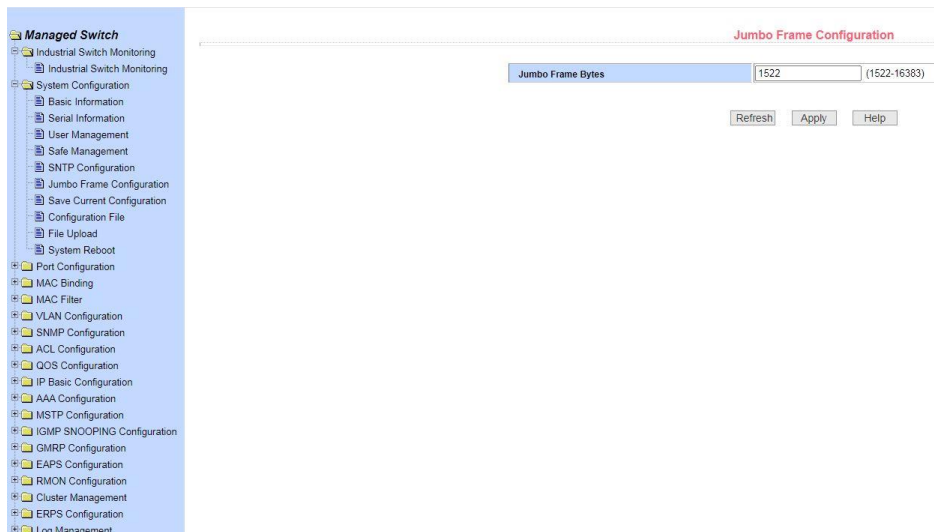 Managed Switch
Industrial Switch Monitoring
Industrial Switch Monitoring
System Configuration
Basic Information
Serial Information
User Management
Safe Management
SNTP Configuration
Jumbo Frame Configuration
Save Current Configuration
Configuration File
File Upload
System Reboot
Port Configuration
MAC Binding
MAC Filter
VLAN Configuration
SNMP Configuration
ACL Configuration
QOS Configuration
IP Basic Configuration
AAA Configuration
MSTP Configuration
IGMP SNOOPING Configuration
GMRP Configuration
EAPS Configuration
RMON Configuration
Cluster Management
ERPS Configuration
Log Management
Jumbo Frame Configuration
Jumbo Frame Bytes 1522 (1522-16383)
Refresh Apply Help